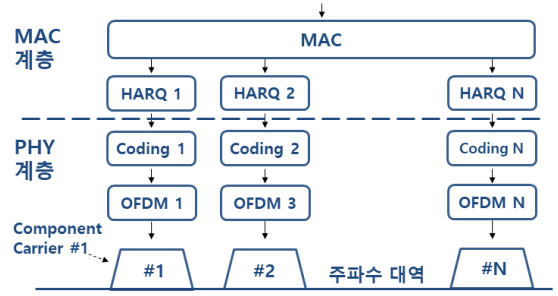 MAC
계층
MAC
HARQ 1
HARQ 2
HARQ N
PHY
계층
Coding 1
Coding 2
Coding N
OFDM 1
OFDM 3
OFDM N
Component
Carrier #1
#1
#2
주파수 대역
#N